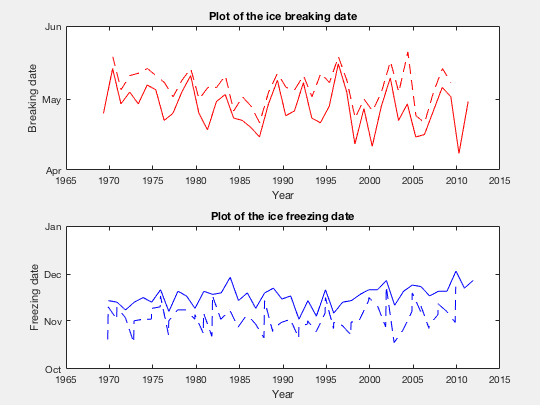 Plot of the ice breaking date
Jun
May
Apr
Breaking date
1965 1970 1975 1980 1985 1990 1995 2000 2005 2010 2015
Year
Plot of the ice freezing date
Jan
Dec
Nov
Oct
Freezing date
1965 1970 1975 1980 1985 1990 1995 2000 2005 2010 2015
Year